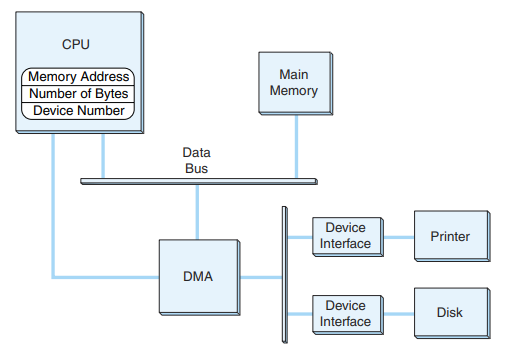 CPU
Memory Address
Number of Bytes
Device Number
Main
Memory
Data
Bus
Device
Interface
Printer
DMA
Device
Interface
Disk